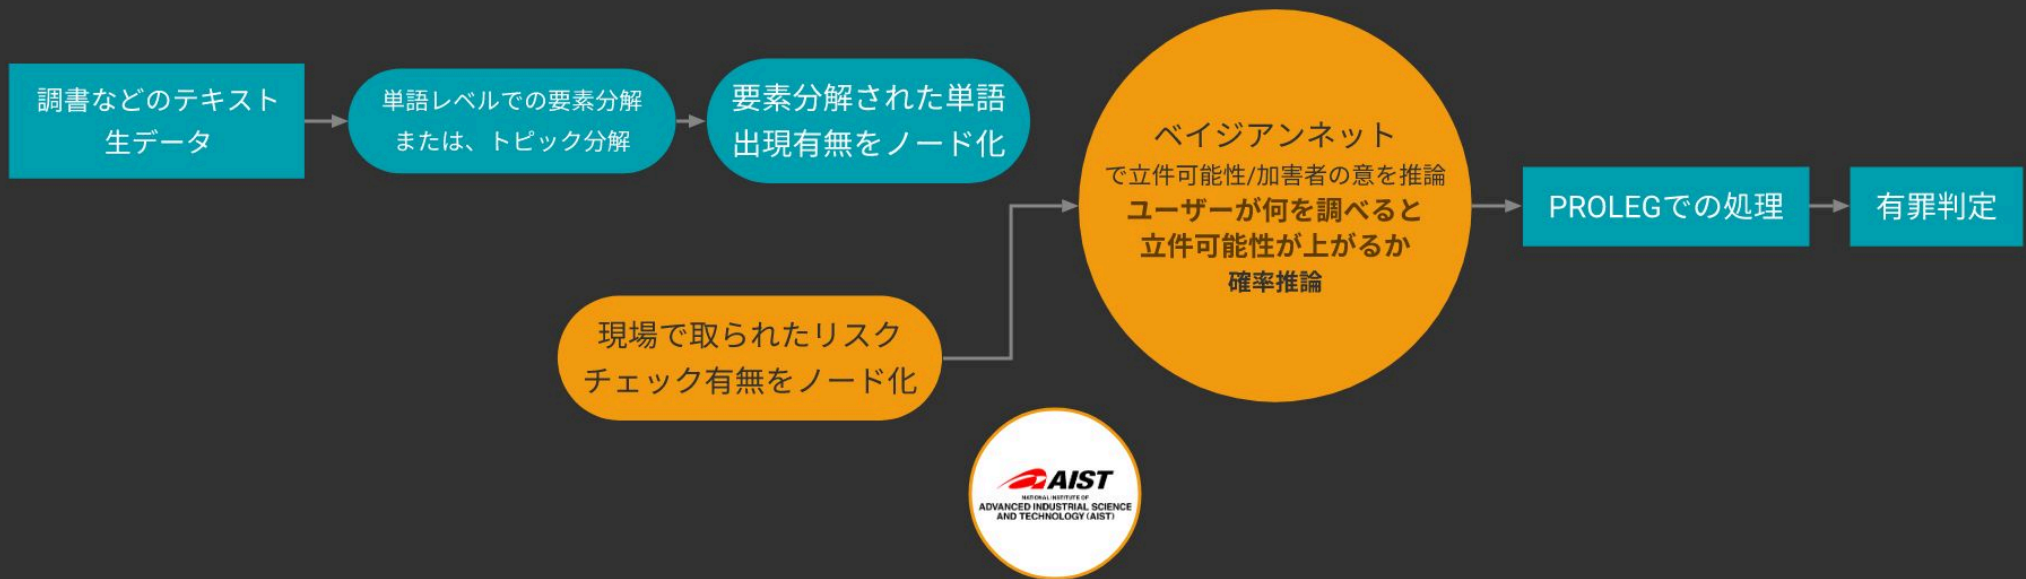 調書などのテキスト
生データ
単語レベルでの要素分解
または、トピック分解
要素分解された単語
出現有無をノード化
現場で取られたリスク
チェック有無をノード化
ベイジアンネット
で立件可能性/加害者の意を推論
ユーザーが何を調べると
立件可能性が上がるか
確率推論
PROLEGでの処理
有罪判定
AIST
NATIONAL INSTITUTE OF
ADVANCED INDUSTRIAL SCIENCE
AND TECHNOLOGY (AIST)